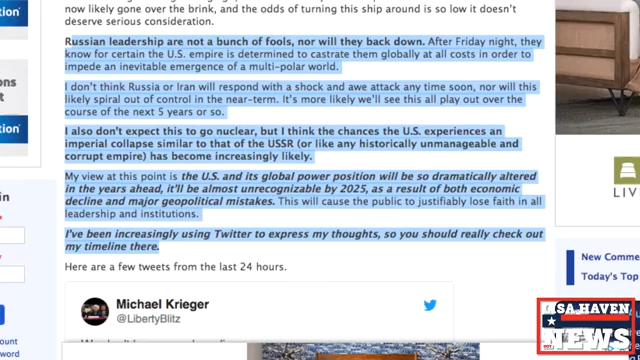 now likely gone over the brink, and the odds of turning this ship around is so low it doesn't
deserve serious consideration.
Russian leadership are not a bunch of fools, nor will they back down. After Friday night, they
know for certain the U.S. empire is determined to castrate them globally at all costs in order to
impede an inevitable emergence of a multi-polar world.
I don't think Russia or Iran will respond with a shock and awe attack any time soon, nor will this
likely spiral out of control in the near-term. It's more likely we'll see this all play out over the
course of the next 5 years or so.
I also don't expect this to go nuclear, but I think the chances the U.S. experiences an
imperial collapse similar to that of the USSR (or like any historically unmanageable and
corrupt empire) has become increasingly likely.
My view at this point is the U.S. and its global power position will be so dramatically altered
in the years ahead, it'll be almost unrecognizable by 2025, as a result of both economic
decline and major geopolitical mistakes. This will cause the public to justifiably lose faith in all
leadership and institutions.
I've been increasingly using Twitter to express my thoughts, so you should really check out
my timeline there.
Here are a few tweets from the last 24 hours.
Michael Krieger
@LibertyBlitz
tion
ons
t
tion
in
ount
word
LIV
New Comme
Today's Top
USA HAVEN
NEWS